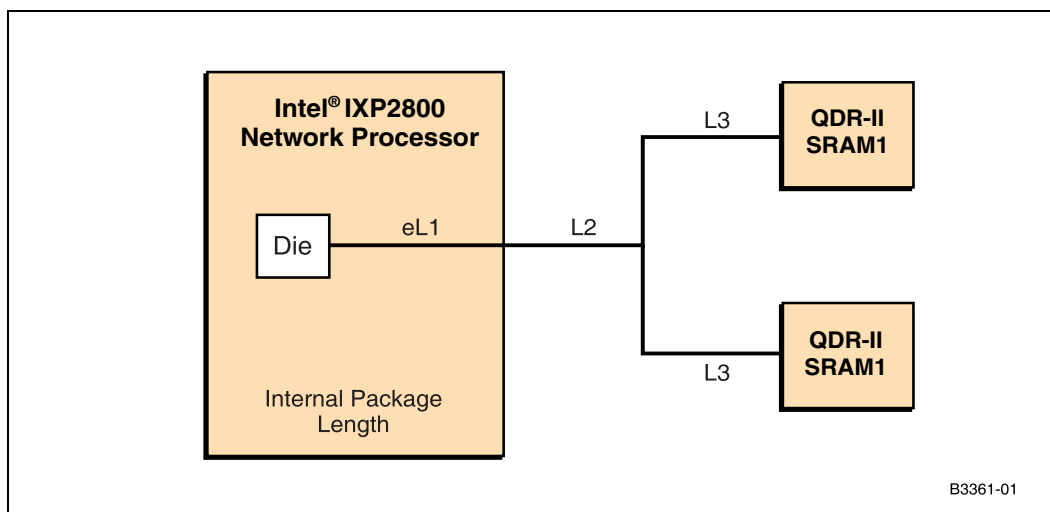 Intel® IXP2800
Network Processor
Die
eL1
Internal Package
Length
L2
L3
QDR-II
SRAM1
L3
QDR-II
SRAM1
B3361-01